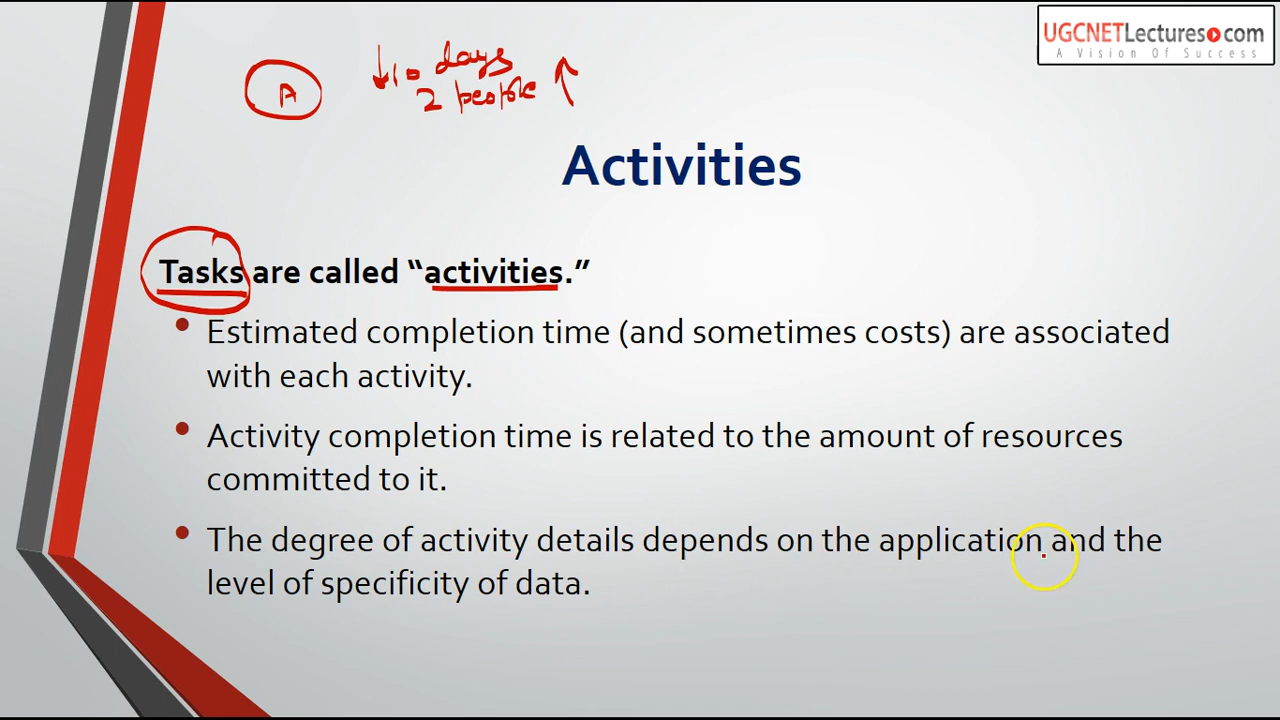 UGCNETLectures.com
A Vision Of Success
A
↓10 days
2 people ↑
Activities
Tasks are called “activities.”
• Estimated completion time (and sometimes costs) are associated
with each activity.
• Activity completion time is related to the amount of resources
committed to it.
• The degree of activity details depends on the application and the
level of specificity of data.